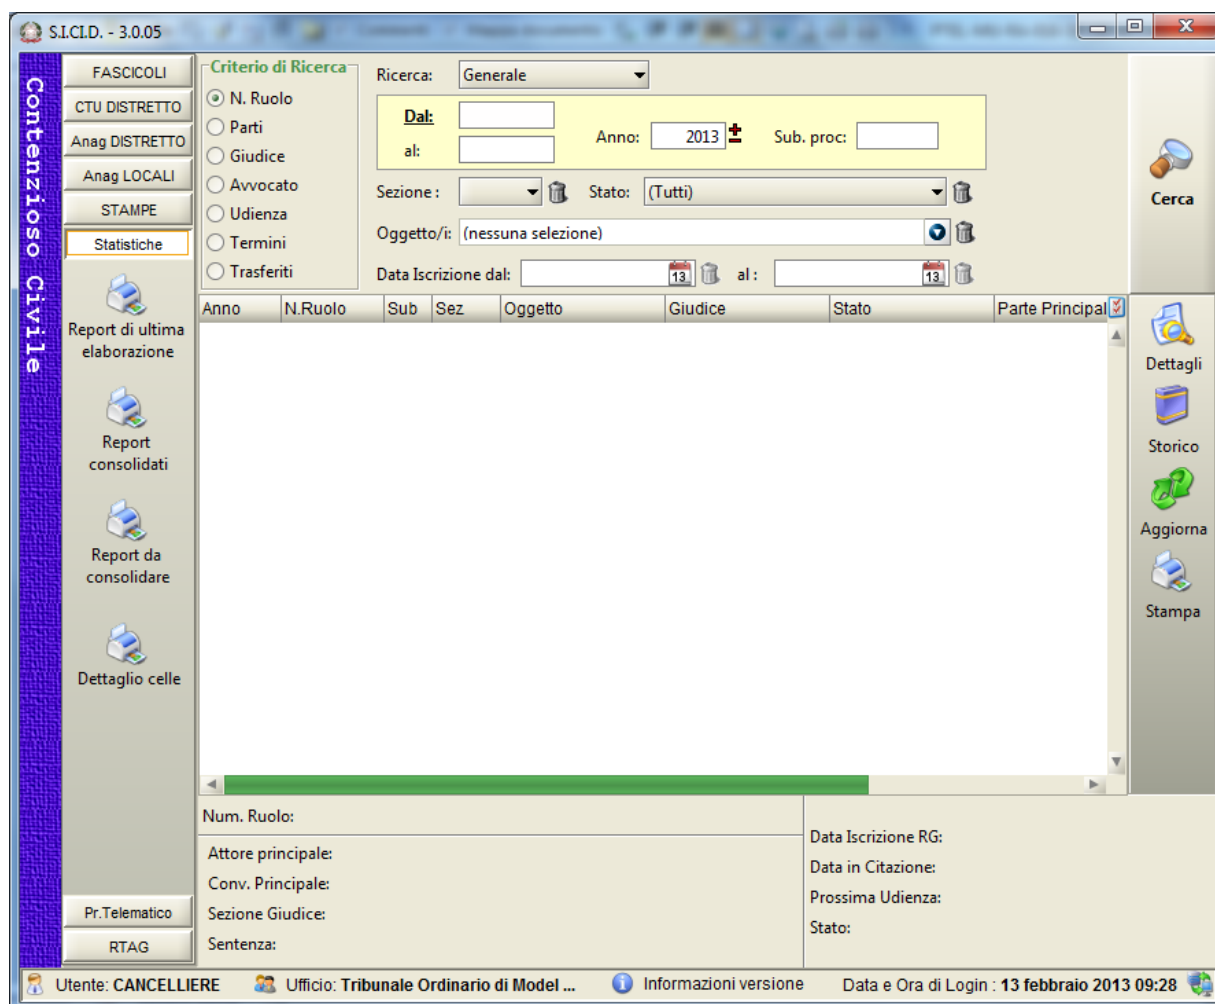 S.I.CI.D. - 3.0.05
Contenzioso Civile
FASCICOLI
CTU DISTRETTO
Anag DISTRETTO
Anag LOCALI
STAMPE
Statistiche
Report di ultima
elaborazione
Report
consolidati
Report da
consolidare
Dettaglio celle
Pr.Telematico
RTAG
Criterio di Ricerca
N. Ruolo
Parti
Giudice
Avvocato
Udienza
Termini
Trasferiti
Ricerca: Generale
Dal:
al:
Anno: 2013
Sub. proc:
Sezione : Stato: (Tutti)
Oggetto/i: (nessuna selezione)
Data Iscrizione dal: 13 al : 13
Cerca
Anno N.Ruolo Sub Sez Oggetto Giudice Stato Parte Principal
Dettagli
Storico
Aggiorna
Stampa
Num. Ruolo:
Attore principale:
Conv. Principale:
Sezione Giudice:
Sentenza:
Data Iscrizione RG:
Data in Citazione:
Prossima Udienza:
Stato:
Utente: CANCELLIERE Ufficio: Tribunale Ordinario di Model ... Informazioni versione Data e Ora di Login : 13 febbraio 2013 09:28